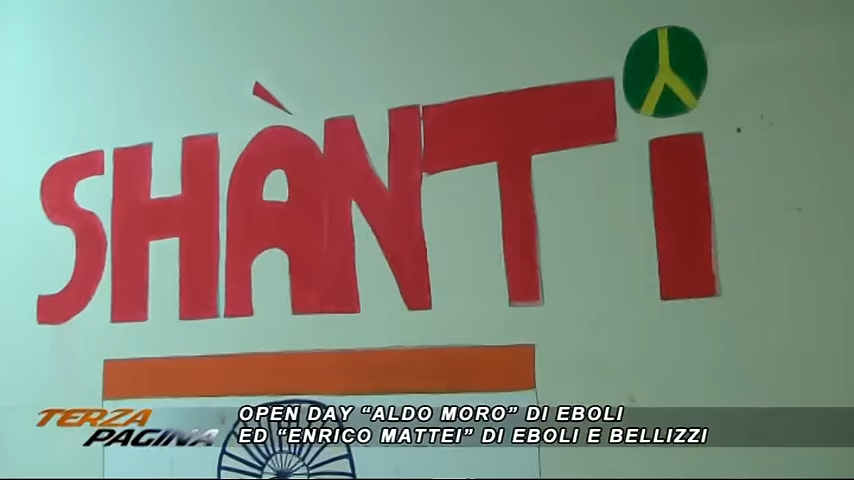 SHÀNTi
TERZA
PAGINA
OPEN DAY “ALDO MORO” DI EBOLI
ED “ENRICO MATTEI” DI EBOLI E BELLIZZI